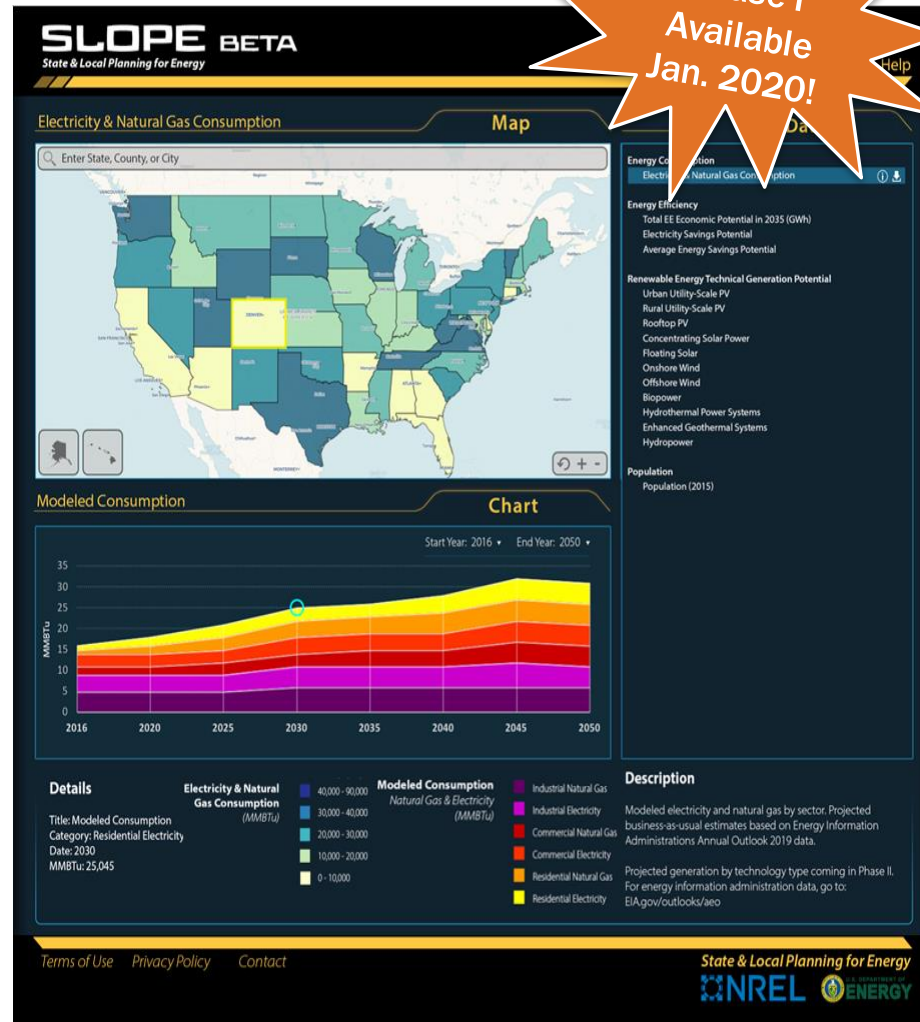 SLOPE BETA
State & Local Planning for Energy
Available
Jan. 2020!
Help
Electricity & Natural Gas Consumption
Map
Enter State, County, or City
Energy
Natural Gas
Energy Efficiency
Total EE Economic Potential in 2035 (GWh)
Electricity Savings Potential
Average Energy Savings Potential
Renewable Energy Technical Generation Potential
Urban Utility-Scale PV
Rural Utility-Scale PV
Rooftop PV
Concentrating Solar Power
Floating Solar
Onshore Wind
Offshore Wind
Biopower
Hydrothermal Power Systems
Enhanced Geothermal Systems
Hydropower
Population
Population (2015)
DENVER
MONTERREY
Modeled Consumption
Chart
Start Year: 2016 End Year: 2050
MMBTu
35
30
25
20
15
10
5
0
2016 2020 2025 2030 2035 2040 2045 2050
Details
Title: Modeled Consumption
Category: Residential Electricity
Date: 2030
MMBTu: 25,045
Electricity & Natural
Gas Consumption
(MMBTu)
40,000 - 90,000
30,000 - 40,000
20,000 - 30,000
10,000 - 20,000
0 - 10,000
Modeled Consumption
Natural Gas & Electricity
(MMBTu)
Industrial Natural Gas
Industrial Electricity
Commercial Natural Gas
Commercial Electricity
Residential Natural Gas
Residential Electricity
Description
Modeled electricity and natural gas by sector. Projected
business-as-usual estimates based on Energy Information
Administrations Annual Outlook 2019 data.
Projected generation by technology type coming in Phase II.
For energy information administration data, go to:
EIA.gov/outlooks/aeo
Terms of Use Privacy Policy Contact
State & Local Planning for Energy
NREL
U.S. DEPARTMENT OF
ENERGY